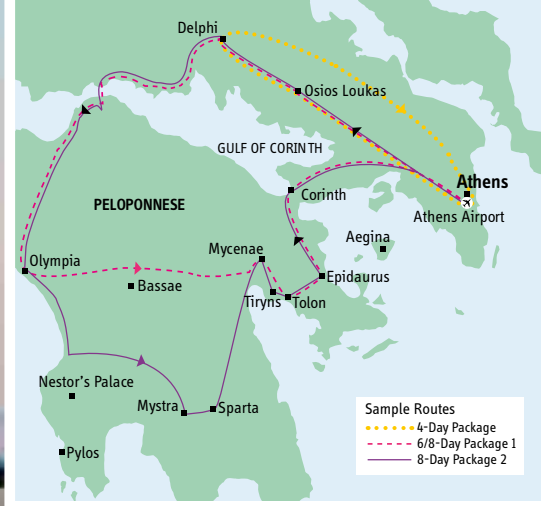 Delphi
Osios Loukas
GULF OF CORINTH
Corinth
Athens
Athens Airport
PELOPONNESE
Aegina
Mycenae
Olympia
Epidaurus
Bassae
Tiryns
Tolon
Nestor's Palace
Mystra
Sparta
Pylos
Sample Routes
4-Day Package
6/8-Day Package 1
8-Day Package 2